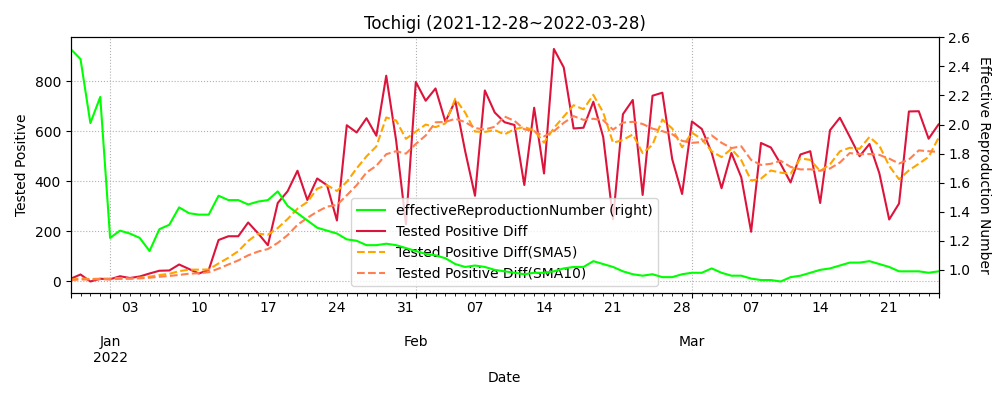 Tochigi (2021-12-28~2022-03-28)
Tested Positive
800
600
400
200
0
2.6
2.4
2.2
2.0
1.8
1.6
1.4
1.2
1.0
Effective Reproduction Number
effectiveReproductionNumber (right)
Tested Positive Diff
Tested Positive Diff(SMA5)
Tested Positive Diff(SMA10)
03 10 17 24 31 07 14 21 28 07 14 21
Jan Feb Mar
2022
Date